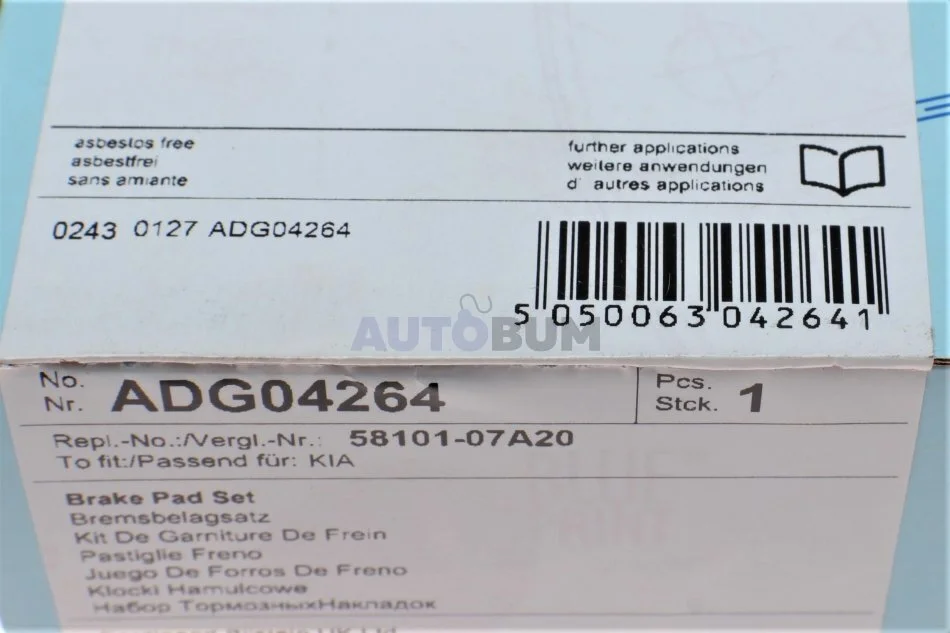 asbestos free
asbestfrei
sans amiante
further applications
weitere anwendungen
d' autres applications
0243 0127 ADG04264
5 050063 042641
AUTOBUM
No.
Nr. ADG04264
Pcs.
Stck. 1
Repl.-No.:/Vergl.-Nr.: 58101-07A20
To fit:/Passend für: KIA
Brake Pad Set
Bremsbelagsatz
Kit De Garniture De Frein
Pastiglie Freno
Juego De Forros De Freno
Klocki Hamulcowe
Набор ТормозныхНакладок